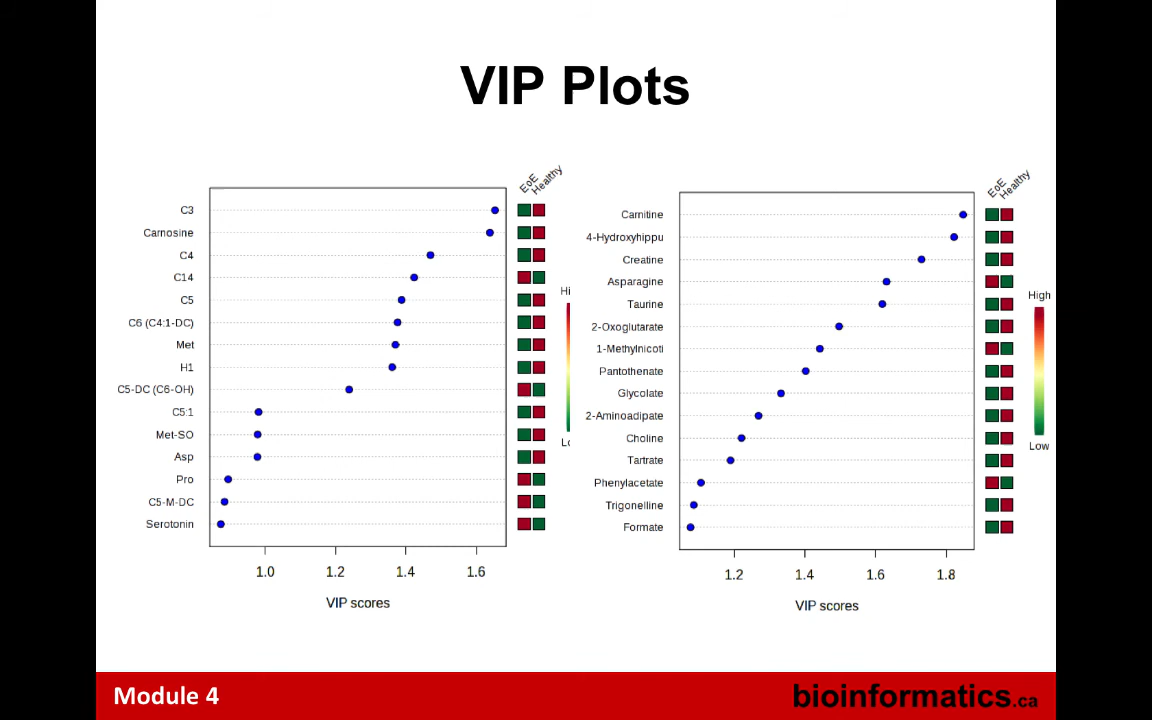 VIP Plots
EoE
Healthy
C3
Carnosine
C4
C14
C5
C6 (C4:1-DC)
Met
H1
C5-DC (C6-OH)
C5:1
Met-SO
Asp
Pro
C5-M-DC
Serotonin
1.0 1.2 1.4 1.6
VIP scores
Hi
Lo
EoE
Healthy
Carnitine
4-Hydroxyhippu
Creatine
Asparagine
Taurine
2-Oxoglutarate
1-Methylnicoti
Pantothenate
Glycolate
2-Aminoadipate
Choline
Tartrate
Phenylacetate
Trigonelline
Formate
1.2 1.4 1.6 1.8
VIP scores
High
Low
Module 4
bioinformatics.ca